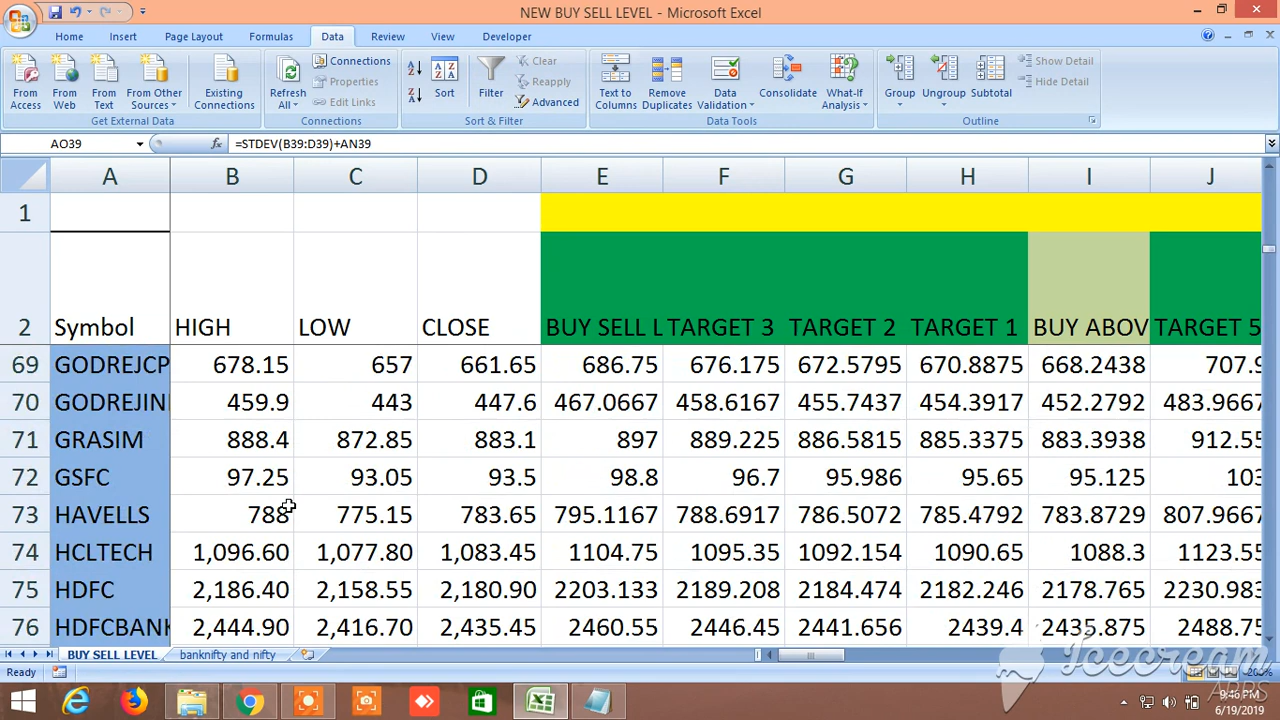 NEW BUY SELL LEVEL - Microsoft Excel
Home Insert Page Layout Formulas Data Review View Developer
From Access
From Web
From Text
From Other Sources
Existing Connections
Get External Data
Refresh All
Connections
Properties
Edit Links
Connections
Sort
Filter
Clear
Reapply
Advanced
Sort & Filter
Text to Columns
Remove Duplicates
Data Validation
Consolidate
What-If Analysis
Data Tools
Group
Ungroup
Subtotal
Show Detail
Hide Detail
Outline
AO39 fx =STDEV(B39:D39)+AN39
A B C D E F G H I J
1
2 Symbol HIGH LOW CLOSE BUY SELL L TARGET 3 TARGET 2 TARGET 1 BUY ABOV TARGET 5
69 GODREJCP 678.15 657 661.65 686.75 676.175 672.5795 670.8875 668.2438 707.9
70 GODREJIN 459.9 443 447.6 467.0667 458.6167 455.7437 454.3917 452.2792 483.9667
71 GRASIM 888.4 872.85 883.1 897 889.225 886.5815 885.3375 883.3938 912.55
72 GSFC 97.25 93.05 93.5 98.8 96.7 95.986 95.65 95.125 103
73 HAVELLS 788 775.15 783.65 795.1167 788.6917 786.5072 785.4792 783.8729 807.9667
74 HCLTECH 1,096.60 1,077.80 1,083.45 1104.75 1095.35 1092.154 1090.65 1088.3 1123.55
75 HDFC 2,186.40 2,158.55 2,180.90 2203.133 2189.208 2184.474 2182.246 2178.765 2230.983
76 HDFCBANK 2,444.90 2,416.70 2,435.45 2460.55 2446.45 2441.656 2439.4 2435.875 2488.75
BUY SELL LEVEL banknifty and nifty
Ready 200%
Icecream
APPS
9:46 PM
6/19/2019